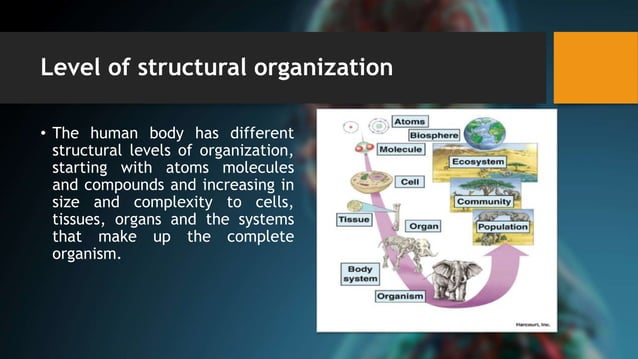 Level of structural organization
• The human body has different
structural levels of organization,
starting with atoms molecules
and compounds and increasing in
size and complexity to cells,
tissues, organs and the systems
that make up the complete
organism.
Atoms
Biosphere
Molecule
Ecosystem
Cell
Community
Tissue
Organ
Population
Body
system
Organism
Harcourt, Inc.